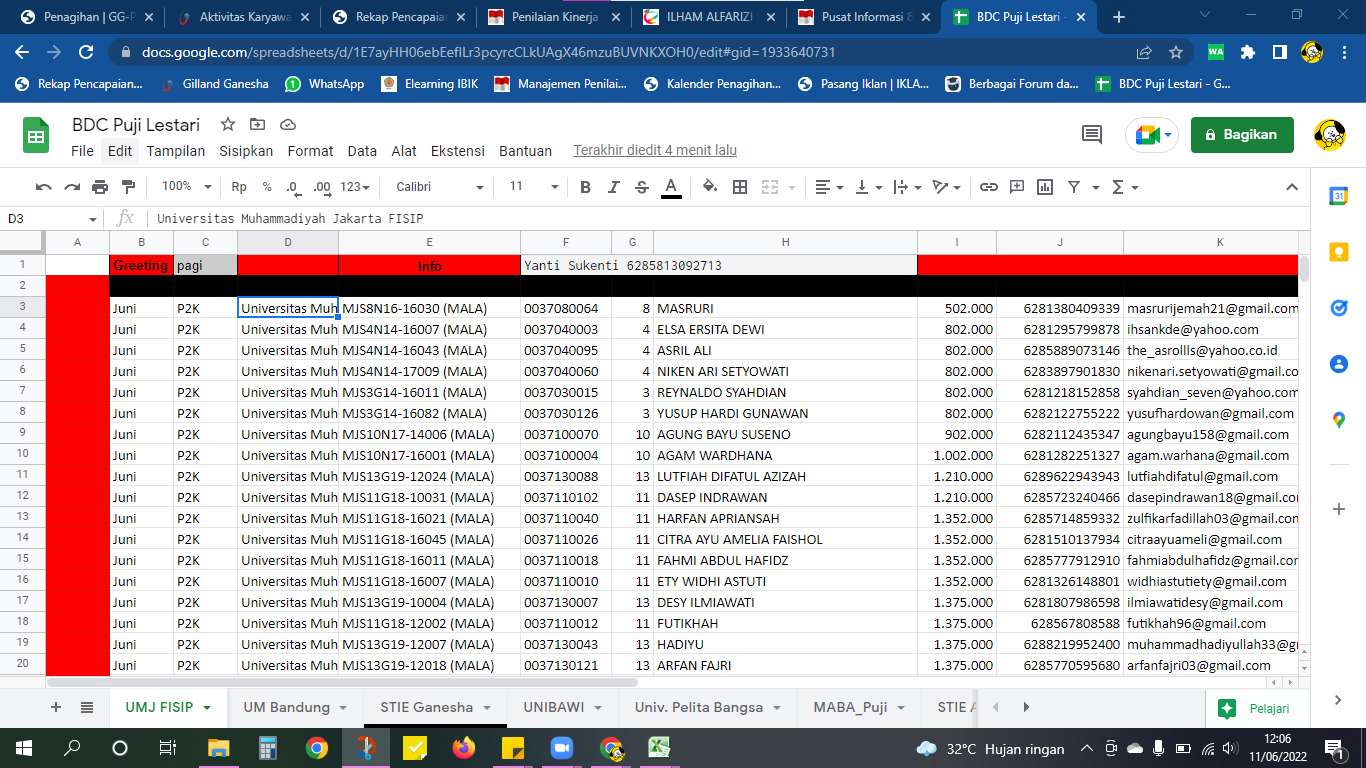 Penagihan | GG-P
Aktivitas Karyawa
Rekap Pencapaian
Penilaian Kinerja
ILHAM ALFARIZI
Pusat Informasi
BDC Puji Lestari -
docs.google.com/spreadsheets/d/1E7ayHH06ebEefILr3pcyrcCLkUAgX46mzuBUVNKXOH0/edit#gid=1933640731
Rekap Pencapaian... Gilland Ganesha WhatsApp Elearning IBIK Manajemen Penilai... Kalender Penagihan... Pasang Iklan | IKLA... Berbagai Forum da... BDC Puji Lestari - G...
BDC Puji Lestari
Bagikan
File Edit Tampilan Sisipkan Format Data Alat Ekstensi Bantuan Terakhir diedit 4 menit lalu
100% Rp % .0 .00 123 Calibri 11 B I S A
D3 fx Universitas Muhammadiyah Jakarta FISIP
A B C D E F G H I J K
1 Greeting pagi Info Yanti Sukenti 6285813092713
2
3 Juni P2K Universitas Muh MJS8N16-16030 (MALA) 0037080064 8 MASRURI 502.000 6281380409339 masrurijemah21@gmail.com
4 Juni P2K Universitas Muh MJS4N14-16007 (MALA) 0037040003 4 ELSA ERSITA DEWI 802.000 6281295799878 ihsankde@yahoo.com
5 Juni P2K Universitas Muh MJS4N14-16043 (MALA) 0037040095 4 ASRIL ALI 802.000 6285889073146 the_asrollls@yahoo.co.id
6 Juni P2K Universitas Muh MJS4N14-17009 (MALA) 0037040060 4 NIKEN ARI SETYOWATI 802.000 6283897901830 nikenari.setyowati@gmail.co
7 Juni P2K Universitas Muh MJS3G14-16011 (MALA) 0037030015 3 REYNALDO SYAHDIAN 802.000 6281218152858 syahdian_seven@yahoo.com
8 Juni P2K Universitas Muh MJS3G14-16082 (MALA) 0037030126 3 YUSUP HARDI GUNAWAN 802.000 6282122755222 yusufhardowan@gmail.com
9 Juni P2K Universitas Muh MJS10N17-14006 (MALA) 0037100070 10 AGUNG BAYU SUSENO 902.000 6282112435347 agungbayu158@gmail.com
10 Juni P2K Universitas Muh MJS10N17-16001 (MALA) 0037100004 10 AGAM WARDHANA 1.002.000 6281282251327 agam.warhana@gmail.com
11 Juni P2K Universitas Muh MJS13G19-12024 (MALA) 0037130088 13 LUTFIAH DIFATUL AZIZAH 1.210.000 6289622943943 lutfiahdifatul@gmail.com
12 Juni P2K Universitas Muh MJS11G18-10031 (MALA) 0037110102 11 DASEP INDRAWAN 1.210.000 6285723240466 dasepindrawan18@gmail.com
13 Juni P2K Universitas Muh MJS11G18-16021 (MALA) 0037110040 11 HARFAN APRIANSAH 1.352.000 6285714859332 zulfikarfadillah03@gmail.com
14 Juni P2K Universitas Muh MJS11G18-16045 (MALA) 0037110026 11 CITRA AYU AMELIA FAISHOL 1.352.000 6281510137934 citraayuameli@gmail.com
15 Juni P2K Universitas Muh MJS11G18-16011 (MALA) 0037110018 11 FAHMI ABDUL HAFIDZ 1.352.000 6285777912910 fahmiabdulhafidz@gmail.com
16 Juni P2K Universitas Muh MJS11G18-16007 (MALA) 0037110010 11 ETY WIDHI ASTUTI 1.352.000 6281326148801 widhiastutiety@gmail.com
17 Juni P2K Universitas Muh MJS13G19-10004 (MALA) 0037130007 13 DESY ILMIAWATI 1.375.000 6281807986598 ilmiawatidesy@gmail.com
18 Juni P2K Universitas Muh MJS11G18-12002 (MALA) 0037110012 11 FUTIKHAH 1.375.000 628567808588 futikhah96@gmail.com
19 Juni P2K Universitas Muh MJS13G19-12007 (MALA) 0037130043 13 HADIYU 1.375.000 6288219952400 muhammadhadiyullah33@gm
20 Juni P2K Universitas Muh MJS13G19-12018 (MALA) 0037130121 13 ARFAN FAJRI 1.375.000 6285770595680 arfanfajri03@gmail.com
UMJ FISIP UM Bandung STIE Ganesha UNIBAWI Univ. Pelita Bangsa MABA_Puji STIE A Pelajari
32°C Hujan ringan
12:06
11/06/2022
1